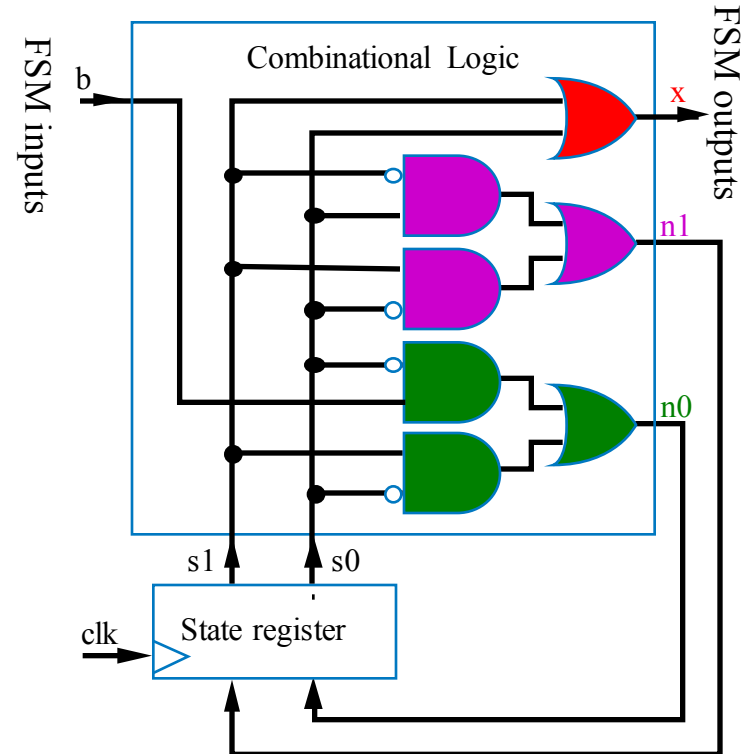 Combinational Logic
FSM inputs
b
x
FSM outputs
n1
n0
s1
s0
clk
State register